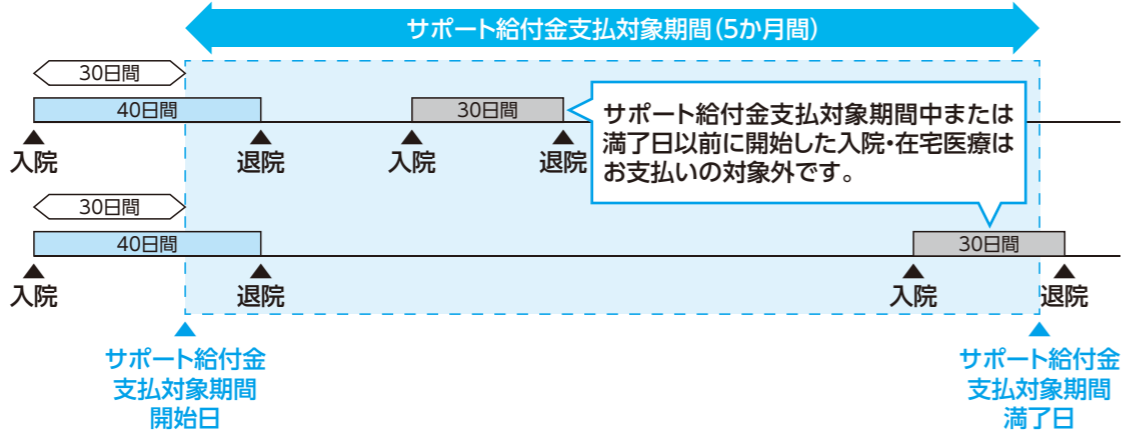 サポート給付金支払対象期間(5か月間)
30日間
40日間
30日間
入院
退院
入院
退院
サポート給付金支払対象期間中または
満了日以前に開始した入院・在宅医療は
お支払いの対象外です。
30日間
40日間
30日間
入院
退院
入院
退院
サポート給付金
支払対象期間
開始日
サポート給付金
支払対象期間
満了日